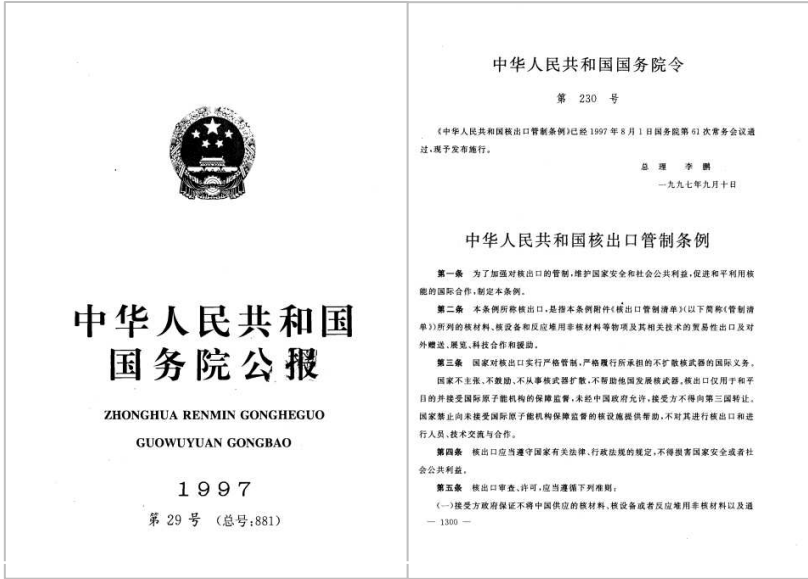 中华人民共和国
国务院公报
ZHONGHUA RENMIN GONGHEGUO
GUOWUYUAN GONGBAO
1997
第29号 (总号:881)
中华人民共和国国务院令
第 230 号
《中华人民共和国核出口管制条例》已经1997年8月1日国务院第61次常务会议通
过,现予发布施行。
总 理 李 鹏
一九九七年九月十日
中华人民共和国核出口管制条例
第一条 为了加强对核出口的管制,维护国家安全和社会公共利益,促进和平利用核
能的国际合作,制定本条例。
第二条 本条例所称核出口,是指本条例附件《核出口管制清单》(以下简称《管制清
单》)所列的核材料、核设备和反应堆用非核材料等物项及其相关技术的贸易性出口及对
外赠送、展览、科技合作和援助。
第三条 国家对核出口实行严格管制,严格履行所承担的不扩散核武器的国际义务。
国家不主张、不鼓励、不从事核武器扩散,不帮助他国发展核武器。核出口仅用于和平
目的并接受国际原子能机构的保障监督,未经中国政府允许,接受方不得向第三国转让。
国家禁止向未接受国际原子能机构保障监督的核设施提供帮助,不对其进行核出口和进
行人员、技术交流与合作。
第四条 核出口应当遵守国家有关法律、行政法规的规定,不得损害国家安全或者社
会公共利益。
第五条 核出口审查、许可,应当遵循下列准则:
(一)接受方政府保证不将中国供应的核材料、核设备或者反应堆用非核材料以及通
— 1300 —